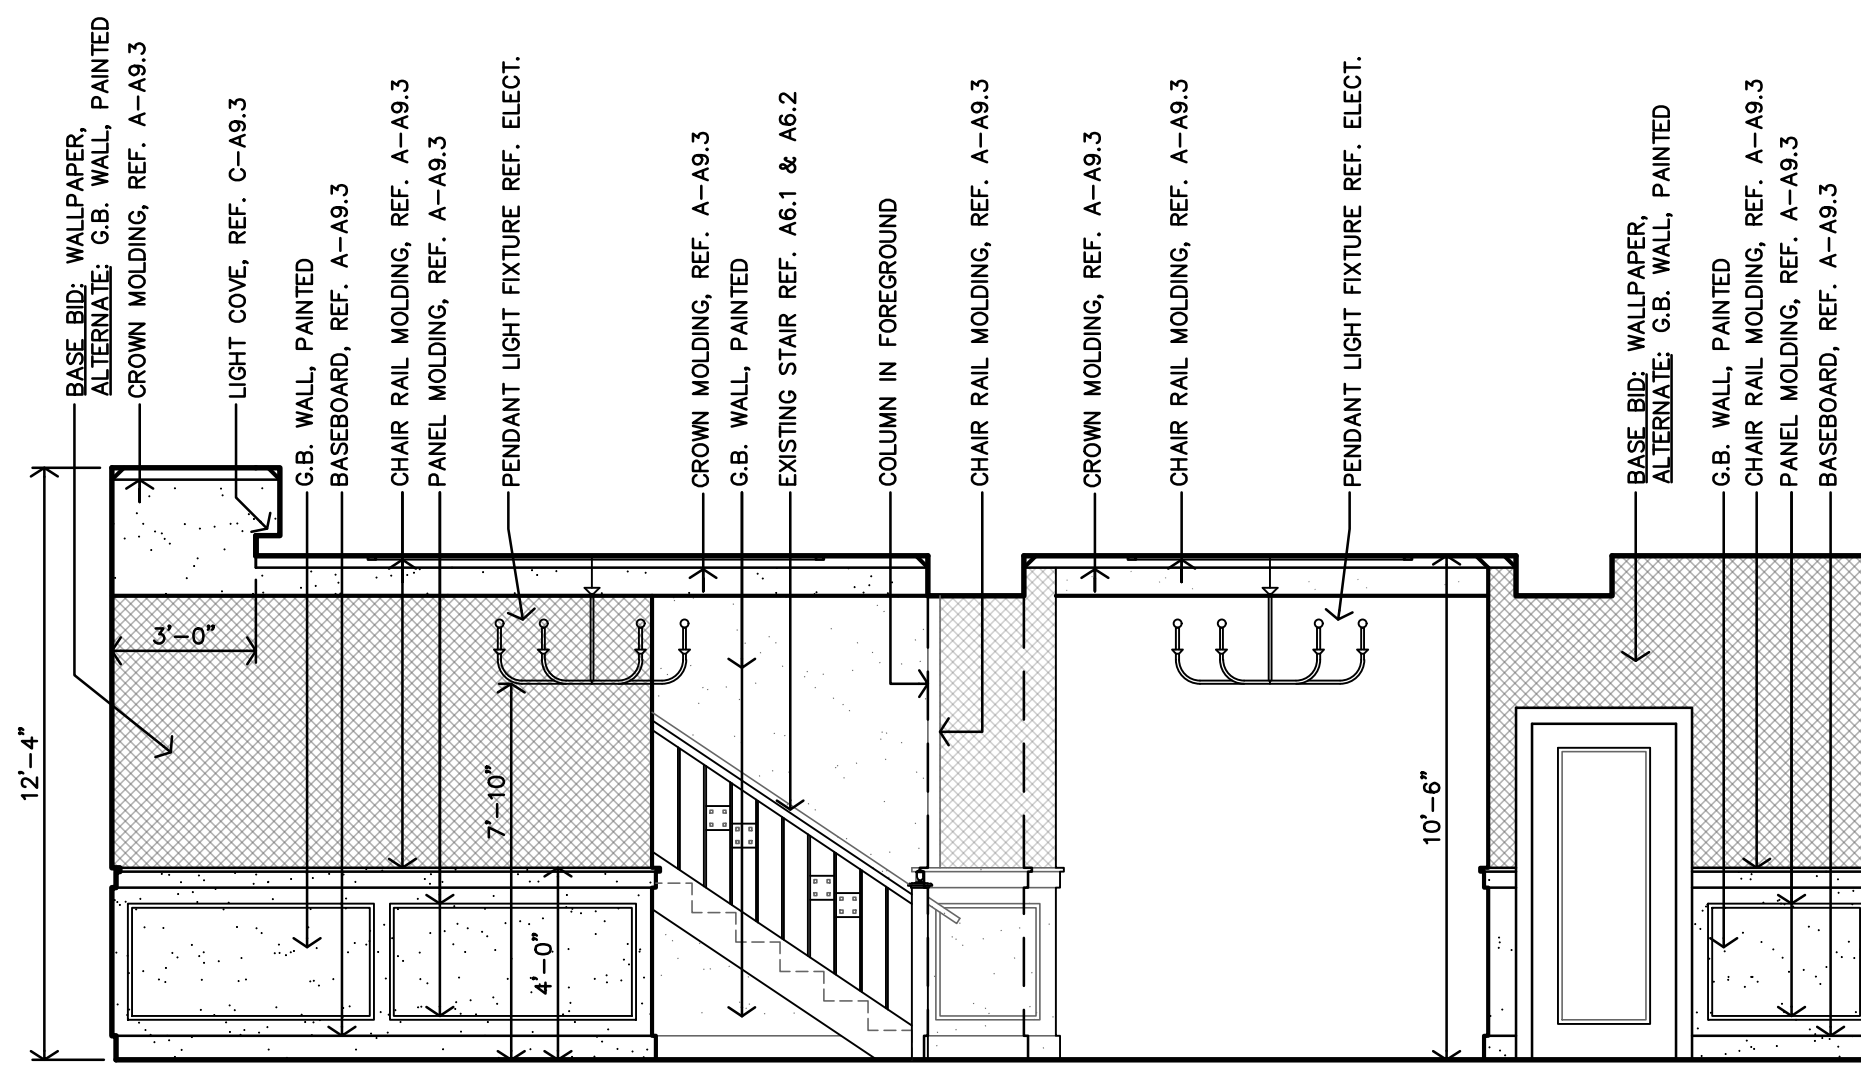 BASE BID: WALLPAPER,
ALTERNATE: G.B. WALL, PAINTED
CROWN MOLDING, REF. A-A9.3
LIGHT COVE, REF. C-A9.3
G.B. WALL, PAINTED
BASEBOARD, REF. A-A9.3
CHAIR RAIL MOLDING, REF. A-A9.3
PANEL MOLDING, REF. A-A9.3
PENDANT LIGHT FIXTURE REF. ELECT.
CROWN MOLDING, REF. A-A9.3
G.B. WALL, PAINTED
EXISTING STAIR REF. A6.1 & A6.2
COLUMN IN FOREGROUND
CHAIR RAIL MOLDING, REF. A-A9.3
CROWN MOLDING, REF. A-A9.3
CHAIR RAIL MOLDING, REF. A-A9.3
PENDANT LIGHT FIXTURE REF. ELECT.
BASE BID: WALLPAPER,
ALTERNATE: G.B. WALL, PAINTED
G.B. WALL, PAINTED
CHAIR RAIL MOLDING, REF. A-A9.3
PANEL MOLDING, REF. A-A9.3
BASEBOARD, REF. A-A9.3
12'-4"
3'-0"
7'-10"
4'-0"
10'-6"